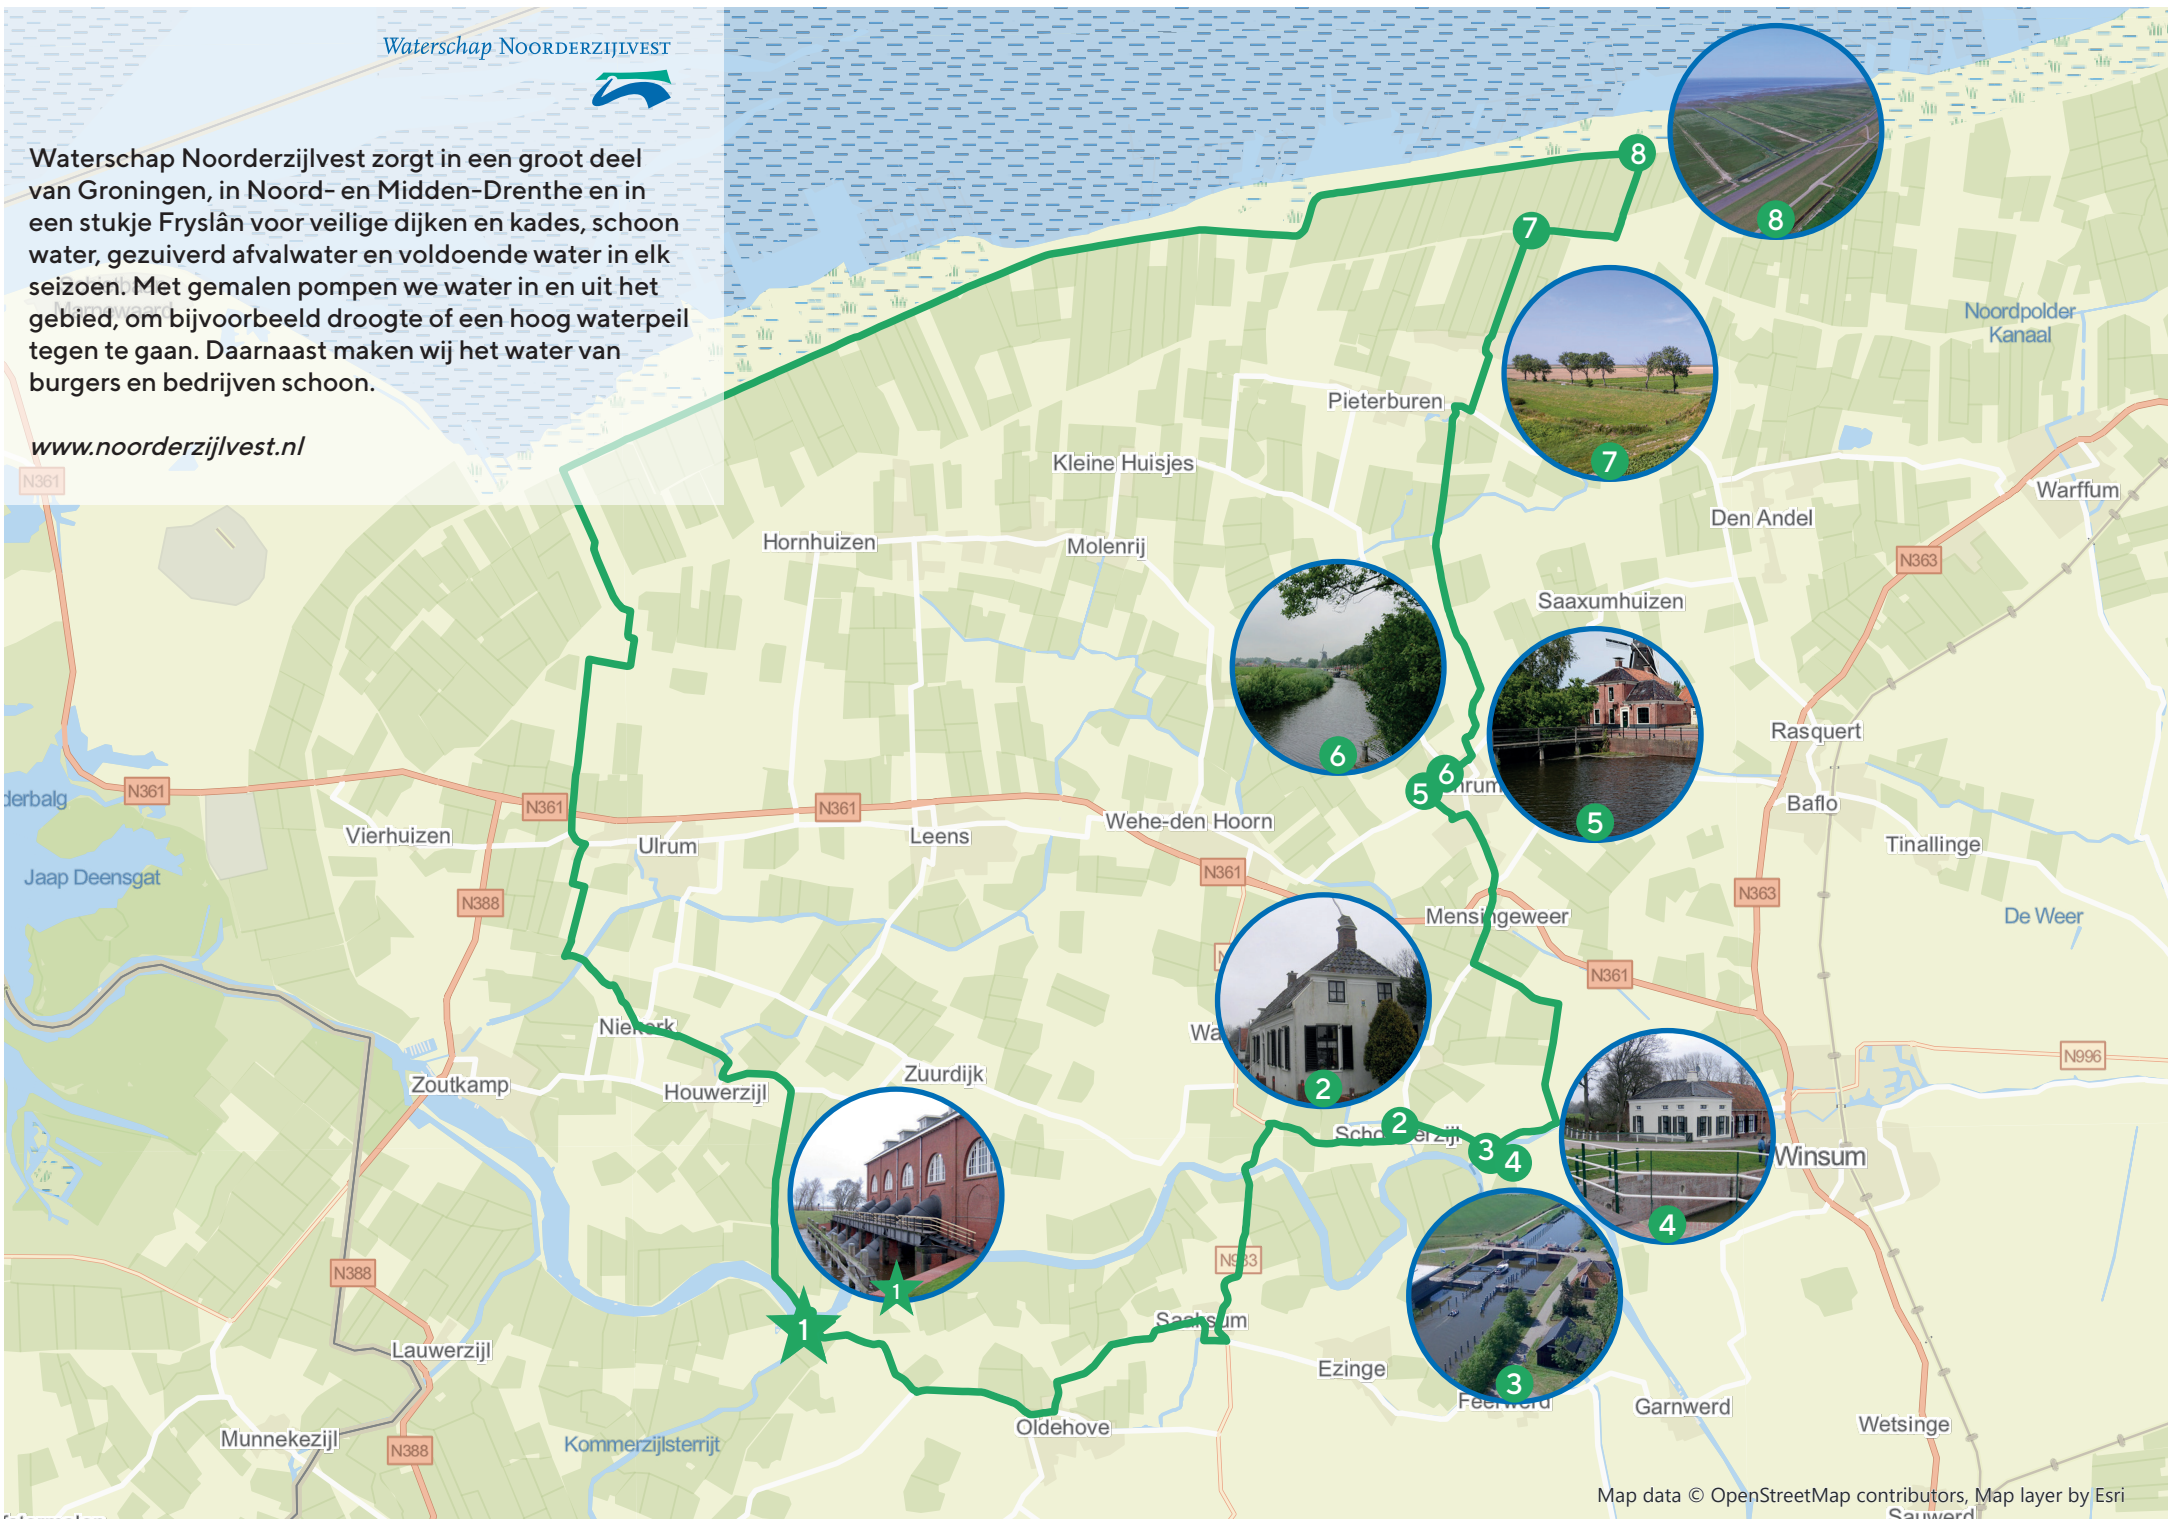 Waterschap NOORDERZIJLVEST
Waterschap Noorderzijlvest zorgt in een groot deel
van Groningen, in Noord- en Midden-Drenthe en in
een stukje Fryslân voor veilige dijken en kades, schoon
water, gezuiverd afvalwater en voldoende water in elk
seizoen. Met gemalen pompen we water in en uit het
gebied, om bijvoorbeeld droogte of een hoog waterpeil
tegen te gaan. Daarnaast maken wij het water van
burgers en bedrijven schoon.
www.noorderzijlvest.nl
8
8
7
Noordpolder
Kanaal
Pieterburen
7
Kleine Huisjes
N361
Warffum
Den Andel
Hornhuizen
Molenrij
N363
Saaxumhuizen
6
5
Rasquert
6
5
N361
N361
N361
Baflo
Vierhuizen
Ulrum
Leens
Wehe-den Hoorn
Tinallinge
Jaap Deensgat
N388
N361
N363
Mensingeweer
De Weer
N361
2
Niekerk
Zoutkamp
Houwerzijl
Zuurdijk
N996
2
3
4
Winsum
4
N388
N983
1
1
Saaksum
3
Lauwerzijl
Ezinge
Feerwerd
Garnwerd
Oldehove
Wetsinge
Munnekezijl
N388
Kommerzijlsterrijt
Map data © OpenStreetMap contributors, Map layer by Esri
Sauwerd